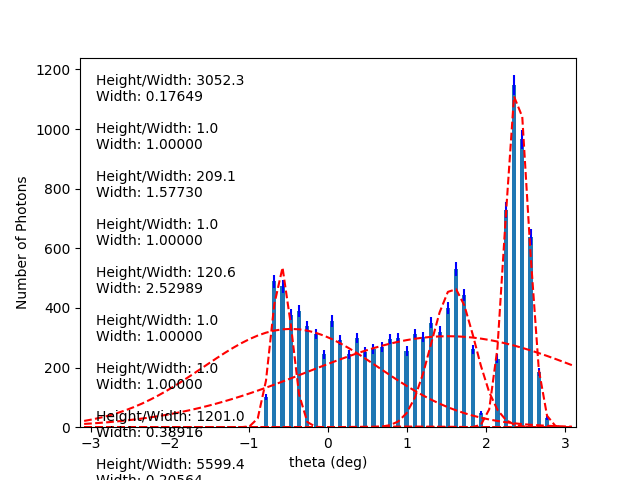 1200
1000
800
600
400
200
0
Number of Photons
Height/Width: 3052.3
Width: 0.17649
Height/Width: 1.0
Width: 1.00000
Height/Width: 209.1
Width: 1.57730
Height/Width: 1.0
Width: 1.00000
Height/Width: 120.6
Width: 2.52989
Height/Width: 1.0
Width: 1.00000
Height/Width: 1.0
Width: 1.00000
Height/Width: 1201.0
Width: 0.38916
Height/Width: 5599.4
Width: 0.20564
−3 −2 −1 0 1 2 3
theta (deg)